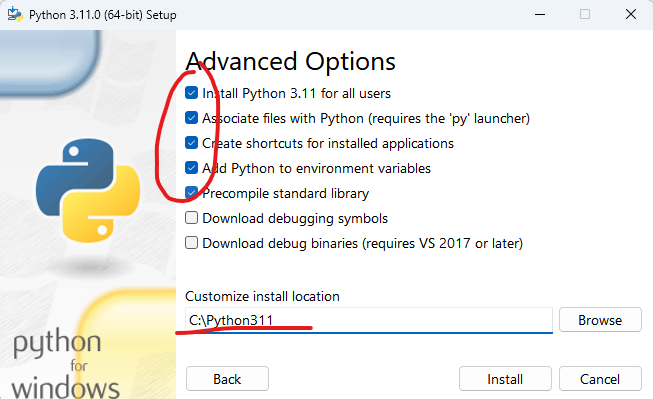 Python 3.11.0 (64-bit) Setup
Advanced Options
Install Python 3.11 for all users
Associate files with Python (requires the 'py' launcher)
Create shortcuts for installed applications
Add Python to environment variables
Precompile standard library
Download debugging symbols
Download debug binaries (requires VS 2017 or later)
Customize install location
C:\Python311
Browse
python
for
windows
Back
Install
Cancel